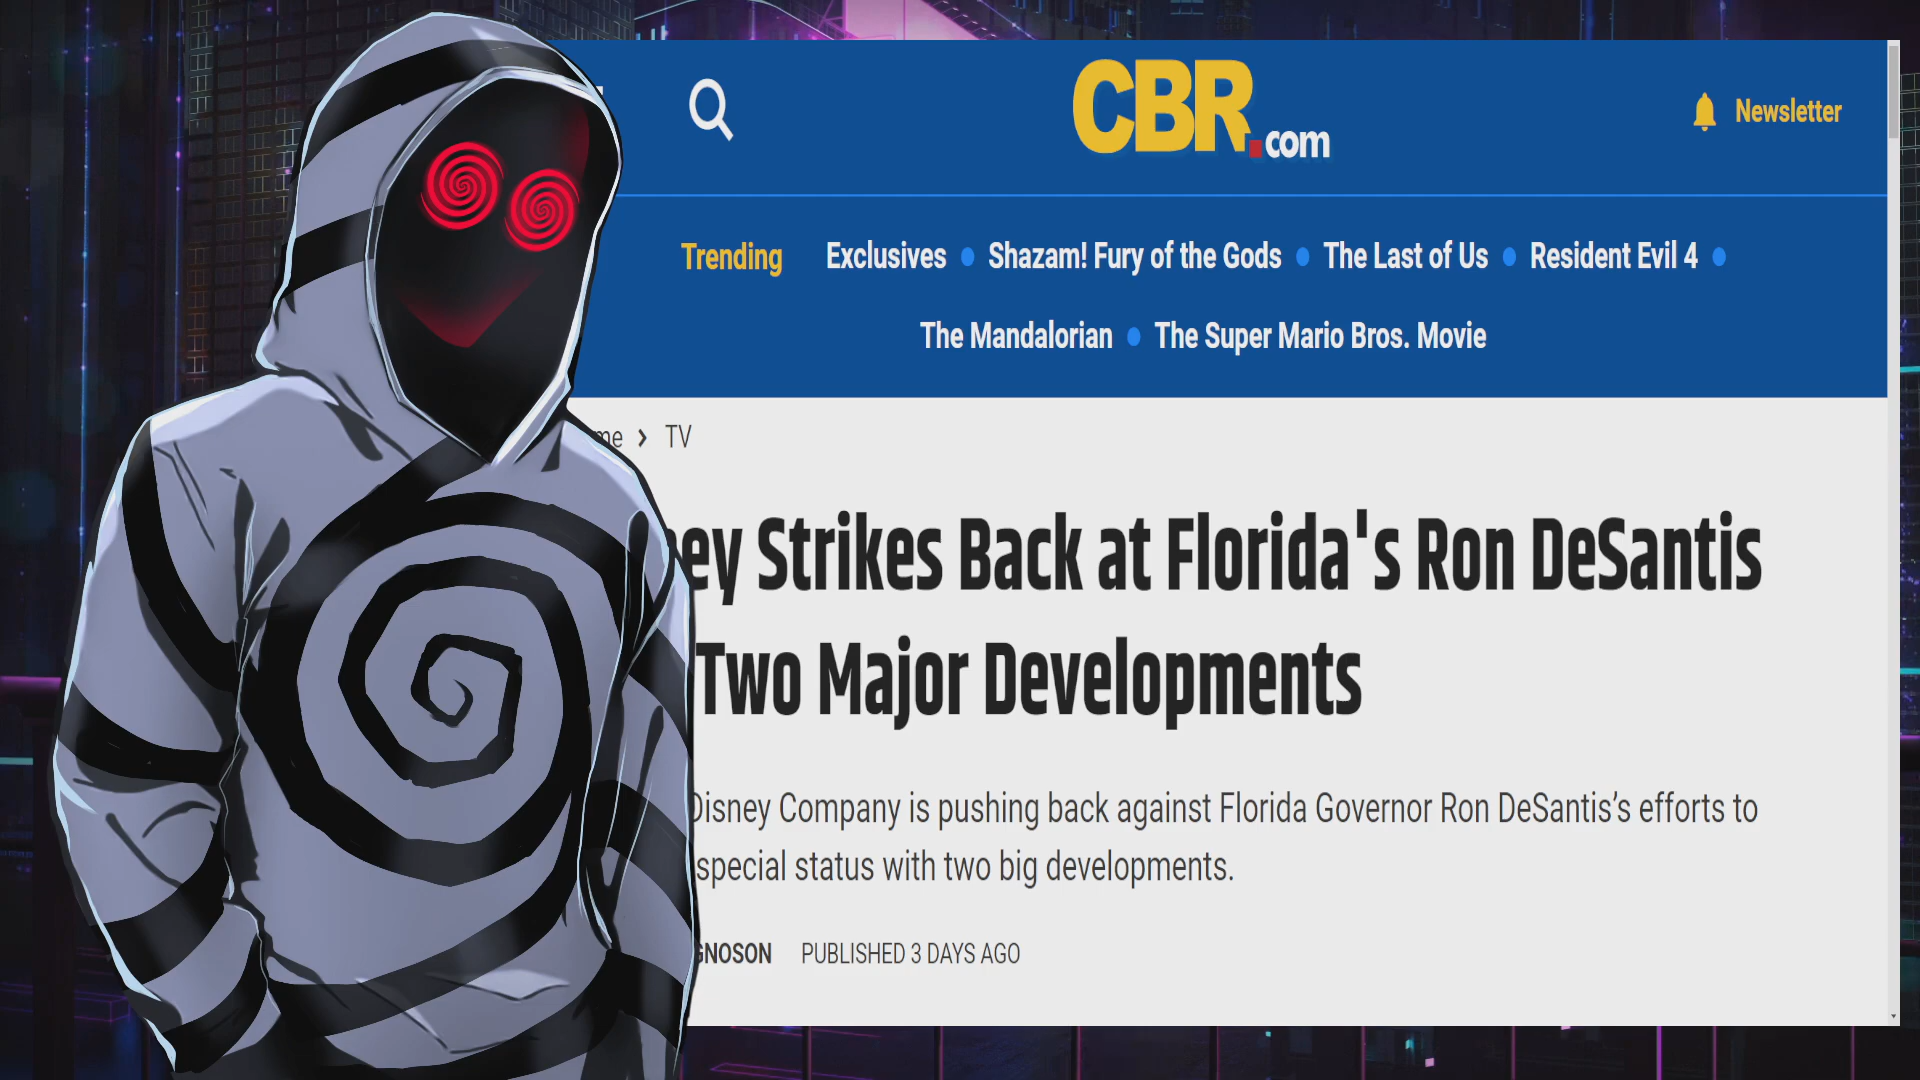 CBR.com
Newsletter
Trending Exclusives Shazam! Fury of the Gods The Last of Us Resident Evil 4
The Mandalorian The Super Mario Bros. Movie
me > TV
ey Strikes Back at Florida's Ron DeSantis
Two Major Developments
Disney Company is pushing back against Florida Governor Ron DeSantis’s efforts to
special status with two big developments.
GNOSON PUBLISHED 3 DAYS AGO